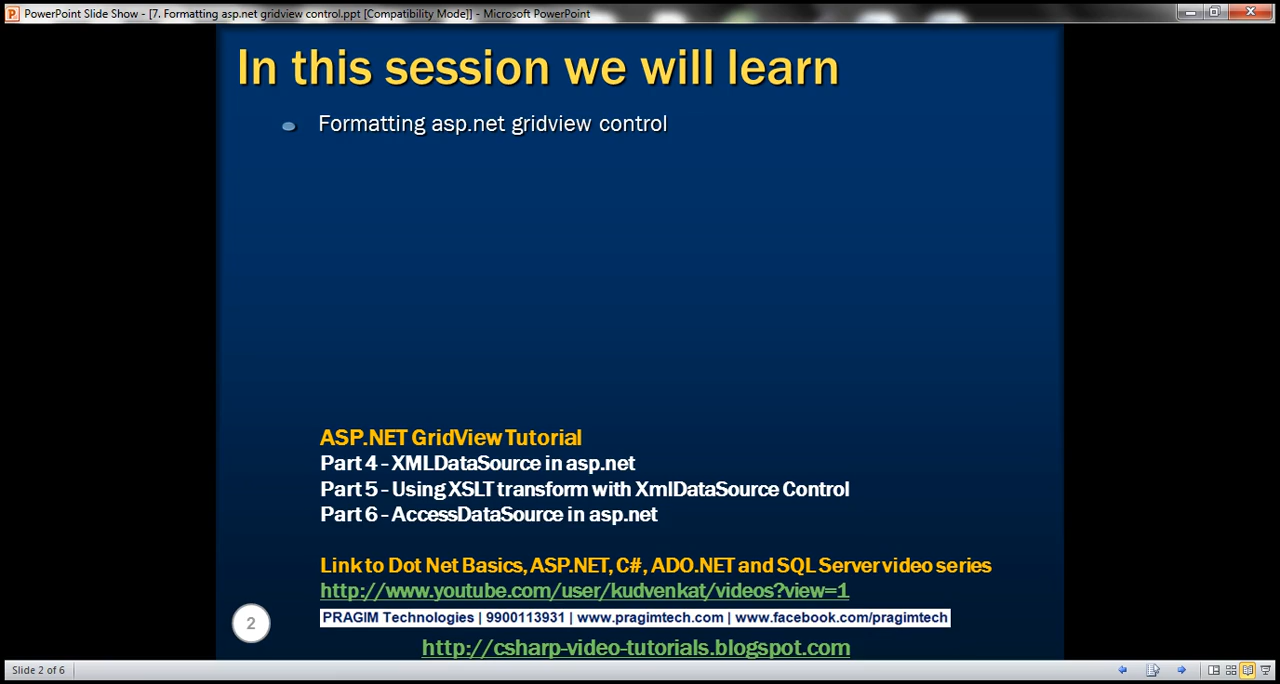 PowerPoint Slide Show - [7. Formatting asp.net gridview control.ppt [Compatibility Mode]] - Microsoft PowerPoint
In this session we will learn
Formatting asp.net gridview control
ASP.NET GridView Tutorial
Part 4 - XMLDataSource in asp.net
Part 5 - Using XSLT transform with XmlDataSource Control
Part 6 - AccessDataSource in asp.net
Link to Dot Net Basics, ASP.NET, C#, ADO.NET and SQL Server video series
http://www.youtube.com/user/kudvenkat/videos?view=1
PRAGIM Technologies | 9900113931 | www.pragimtech.com | www.facebook.com/pragimtech
2
http://csharp-video-tutorials.blogspot.com
Slide 2 of 6